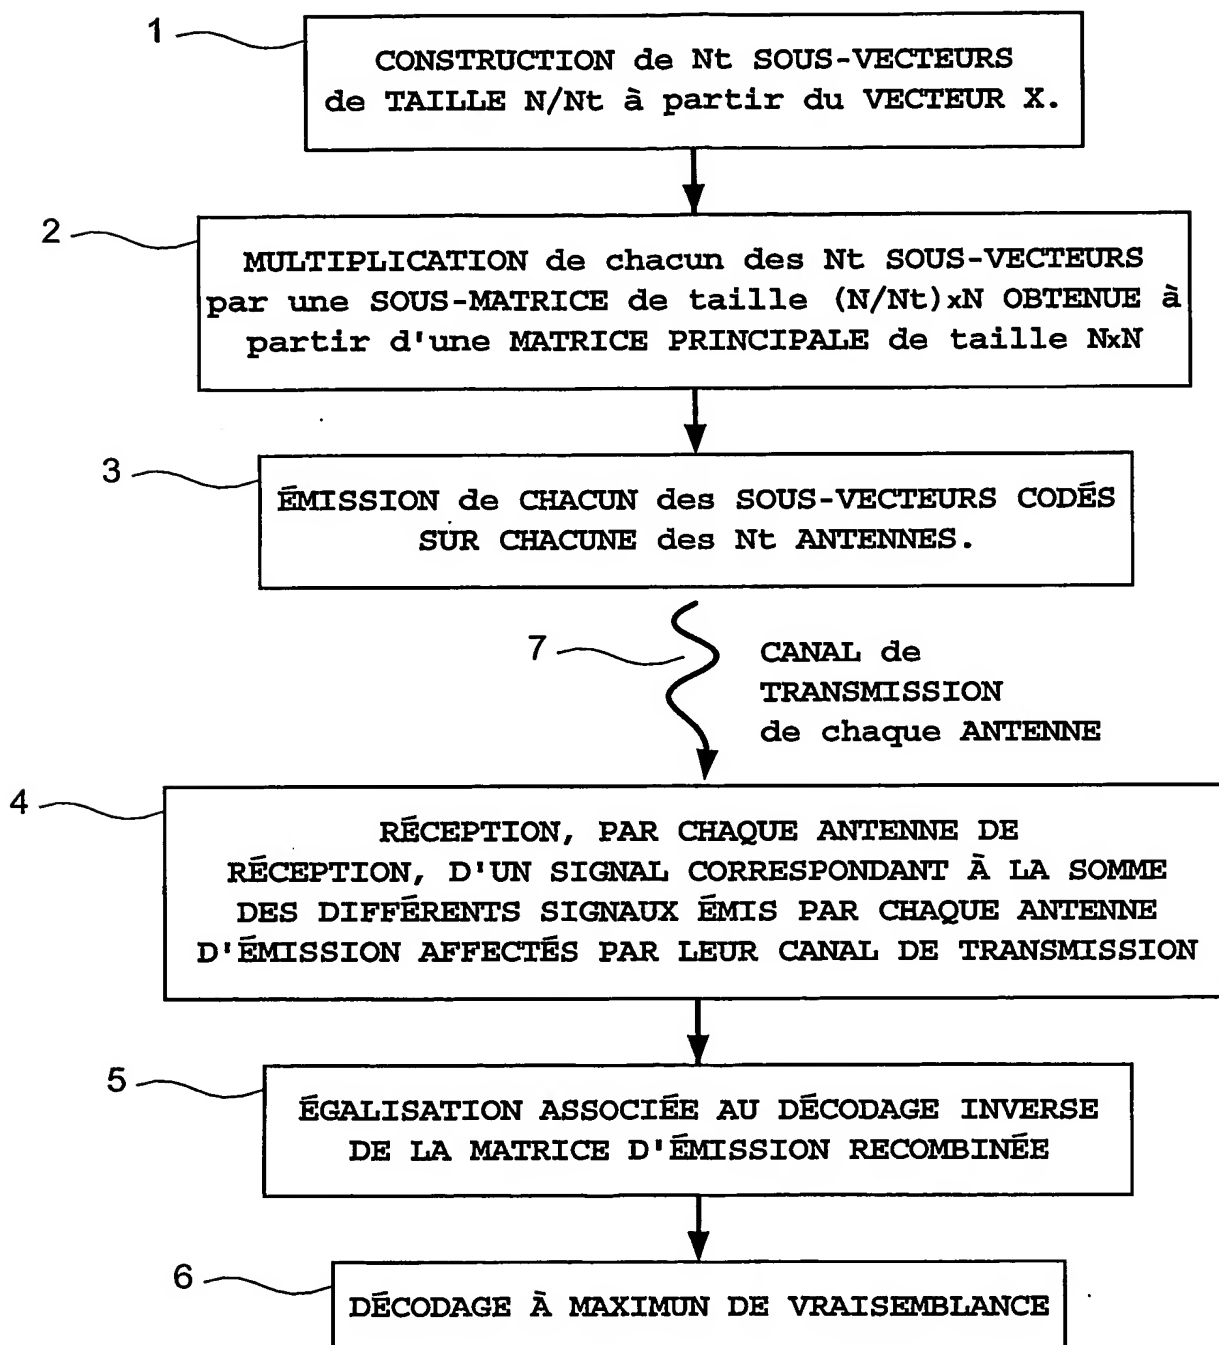 1
CONSTRUCTION de Nt SOUS-VECTEURS
de TAILLE N/Nt à partir du VECTEUR X.
2
MULTIPLICATION de chacun des Nt SOUS-VECTEURS
par une SOUS-MATRICE de taille (N/Nt)xN OBTENUE à
partir d'une MATRICE PRINCIPALE de taille NxN
3
ÉMISSION de CHACUN des SOUS-VECTEURS CODÉS
SUR CHACUNE des Nt ANTENNES.
7
CANAL de
TRANSMISSION
de chaque ANTENNE
4
RÉCEPTION, PAR CHAQUE ANTENNE DE
RÉCEPTION, D'UN SIGNAL CORRESPONDANT À LA SOMME
DES DIFFÉRENTS SIGNAUX ÉMIS PAR CHAQUE ANTENNE
D'ÉMISSION AFFECTÉS PAR LEUR CANAL DE TRANSMISSION
5
ÉGALISATION ASSOCIÉE AU DÉCODAGE INVERSE
DE LA MATRICE D'ÉMISSION RECOMBINÉE
6
DÉCODAGE À MAXIMUN DE VRAISEMBLANCE